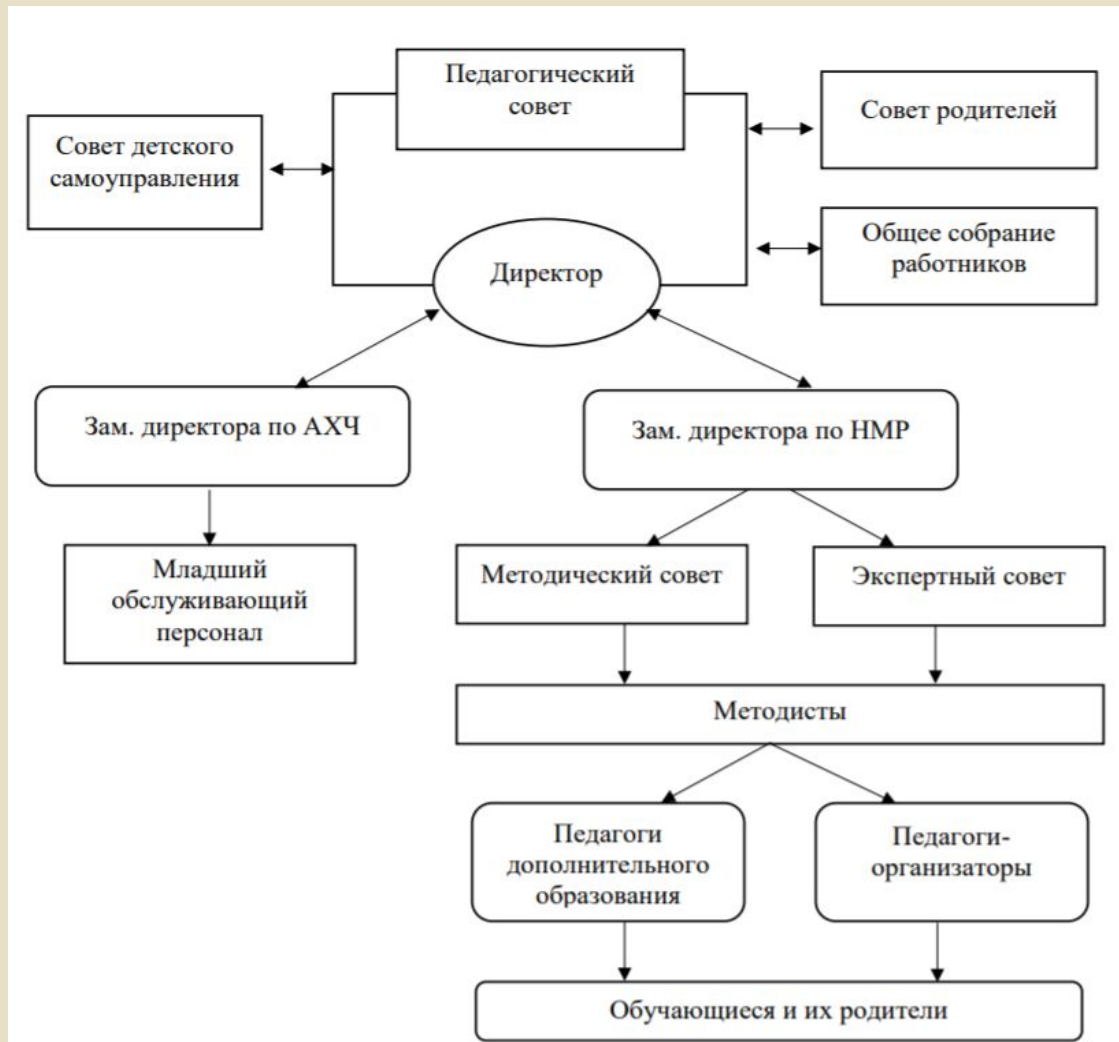 Педагогический
совет
Совет родителей
Совет детского
самоуправления
Общее собрание
работников
Директор
Зам. директора по АХЧ
Зам. директора по НМР
Младший
обслуживающий
персонал
Методический совет
Экспертный совет
Методисты
Педагоги
дополнительного
образования
Педагоги-
организаторы
Обучающиеся и их родители